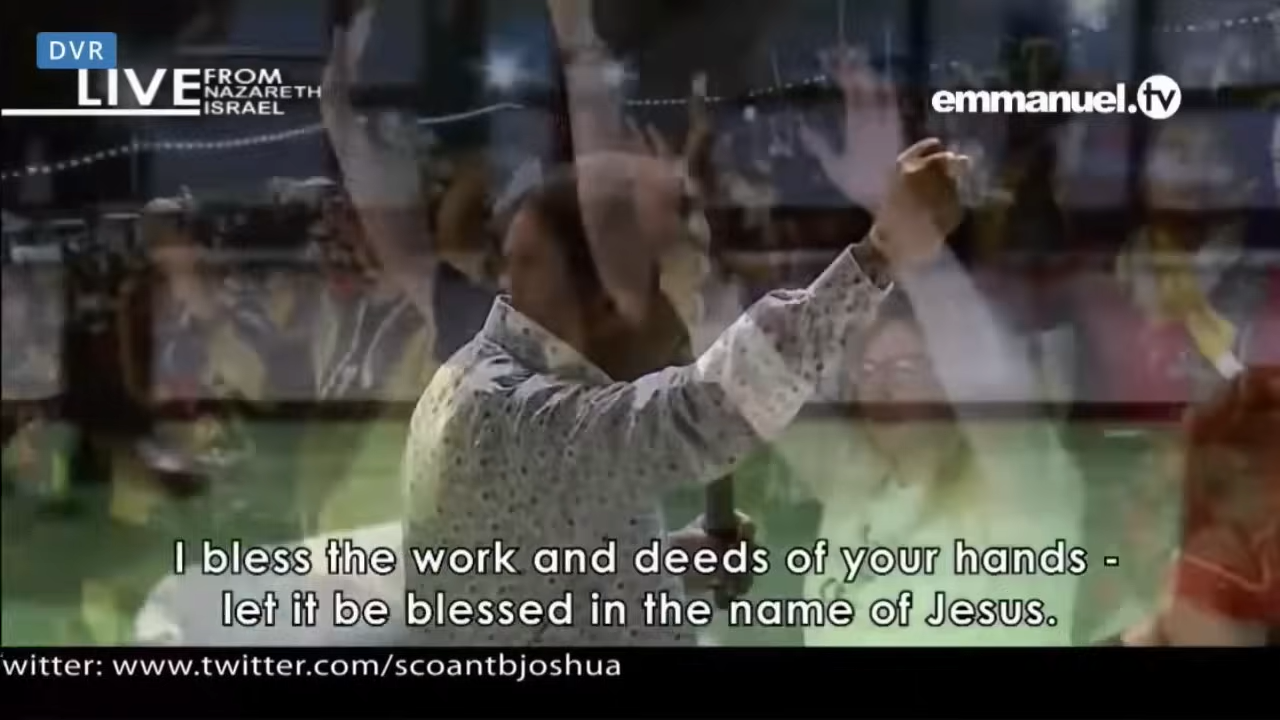 DVR
LIVE FROM
NAZARETH
ISRAEL
emmanuel.tv
I bless the work and deeds of your hands -
let it be blessed in the name of Jesus.
witter: www.twitter.com/scoantbjoshua